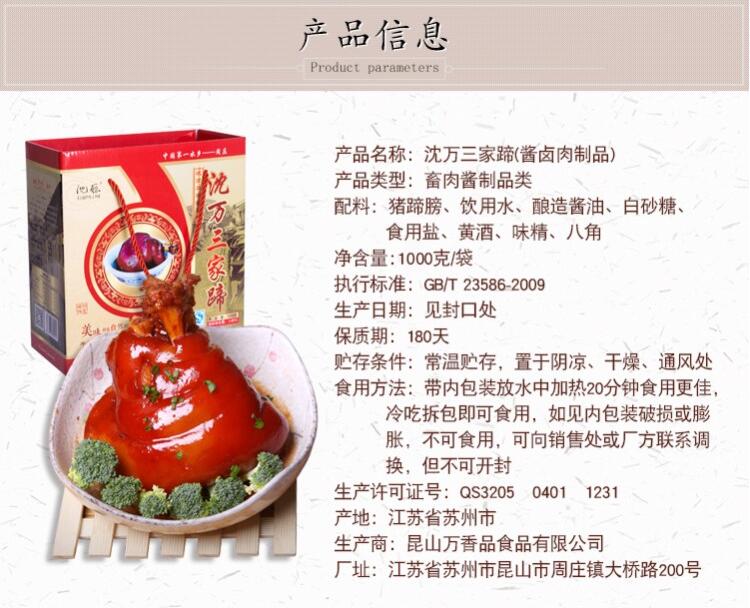 产品信息
Product parameters
中国第一水乡——周庄
沈万三家蹄
美味
产品名称：沈万三家蹄(酱卤肉制品)
产品类型：畜肉酱制品类
配料：猪蹄膀、饮用水、酿造酱油、白砂糖、
食用盐、黄酒、味精、八角
净含量:1000克/袋
执行标准：GB/T 23586-2009
生产日期：见封口处
保质期：180天
贮存条件：常温贮存，置于阴凉、干燥、通风处
食用方法：带内包装放水中加热20分钟食用更佳，
冷吃拆包即可食用，如见内包装破损或膨
胀，不可食用，可向销售处或厂方联系调
换，但不可开封
生产许可证号：QS3205 0401 1231
产地：江苏省苏州市
生产商：昆山万香品食品有限公司
厂址：江苏省苏州市昆山市周庄镇大桥路200号